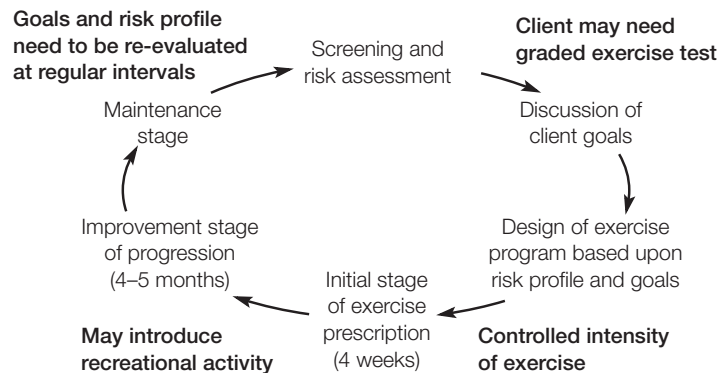 Goals and risk profile
need to be re-evaluated
at regular intervals
Screening and
risk assessment
Client may need
graded exercise test
Discussion of
client goals
Design of exercise
program based upon
risk profile and goals
Controlled intensity
of exercise
Initial stage
of exercise
prescription
(4 weeks)
May introduce
recreational activity
Improvement stage
of progression
(4–5 months)
Maintenance
stage